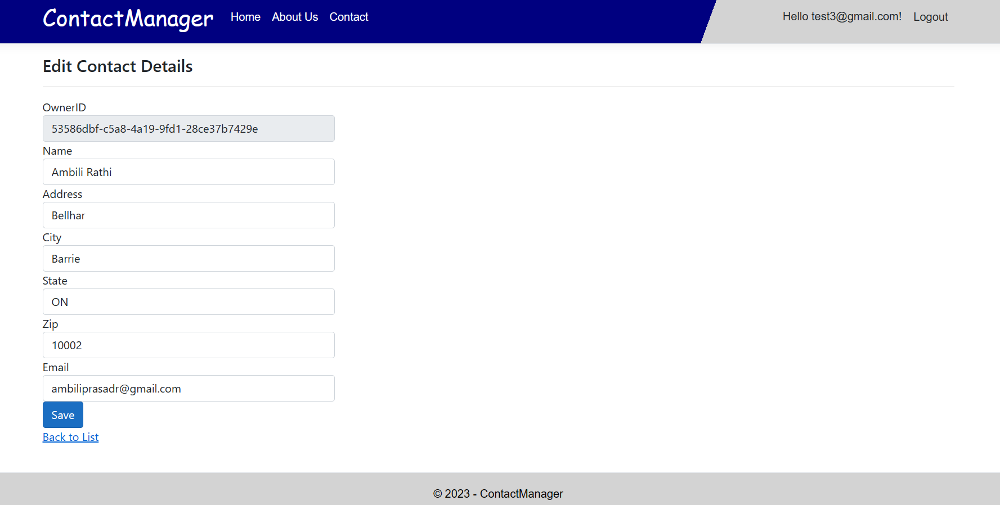 ContactManager Home About Us Contact Hello test3@gmail.com! Logout
Edit Contact Details
OwnerID
53586dbf-c5a8-4a19-9fd1-28ce37b7429e
Name
Ambili Rathi
Address
Bellhar
City
Barrie
State
ON
Zip
10002
Email
ambiliprasadr@gmail.com
Save
Back to List
© 2023 - ContactManager